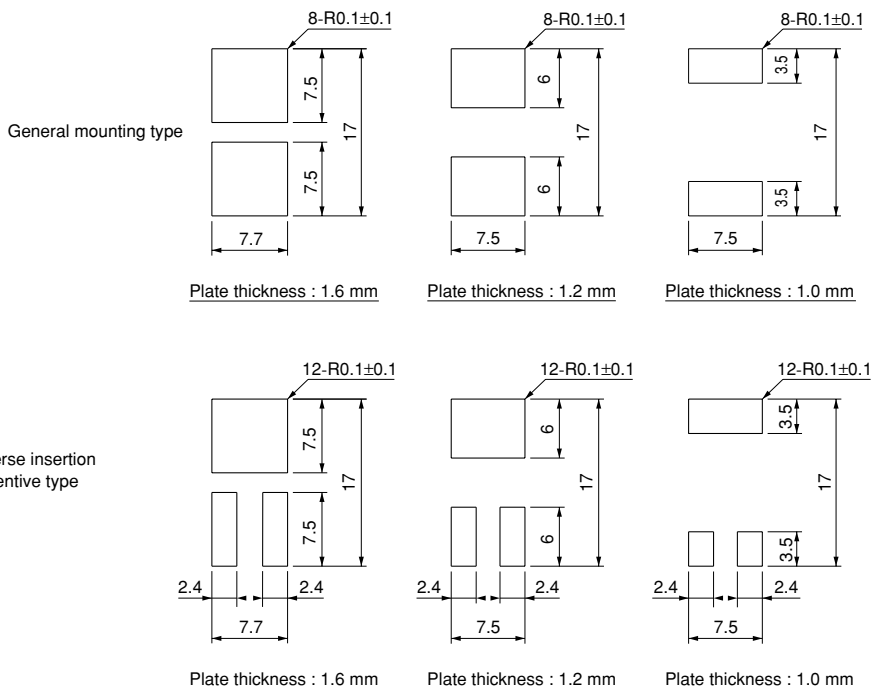 8-R0.1±0.1 8-R0.1±0.1 8-R0.1±0.1
7.5 6 3.5
General mounting type 17 17 17
7.5 6 3.5
7.7 7.5 7.5
Plate thickness : 1.6 mm Plate thickness : 1.2 mm Plate thickness : 1.0 mm
12-R0.1±0.1 12-R0.1±0.1 12-R0.1±0.1
7.5 6 3.5
insertion
type
17 17 17
7.5 6 3.5
2.4 2.4 2.4 2.4 2.4 2.4
7.7 7.5 7.5
Plate thickness : 1.6 mm Plate thickness : 1.2 mm Plate thickness : 1.0 mm